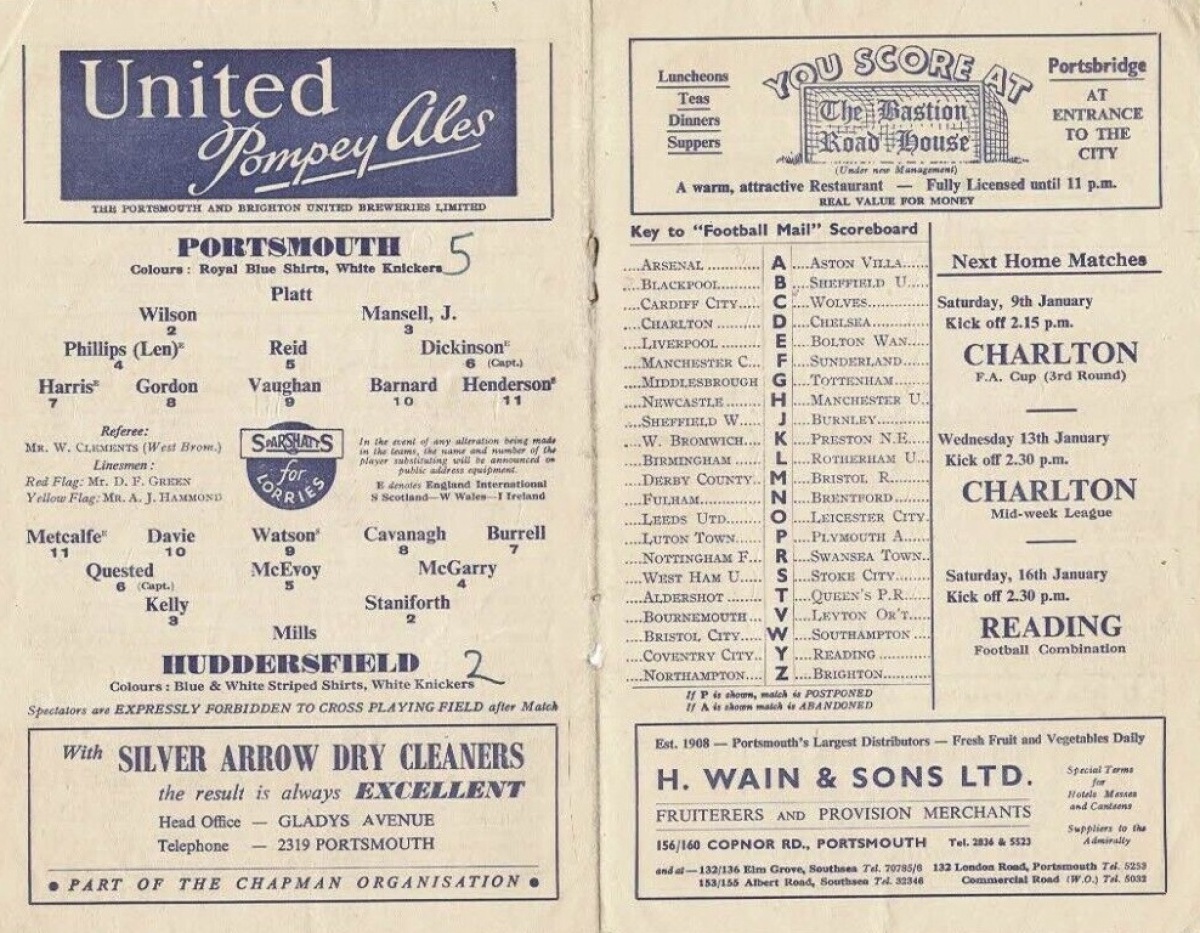 United
Pompey Ales
THE PORTSMOUTH AND BRIGHTON UNITED BREWERIES LIMITED
PORTSMOUTH 5
Colours : Royal Blue Shirts, White Knickers
Platt
Wilson Mansell, J.
2 3
Phillips (Len)E Reid DickinsonE
4 5 6 (Capt.)
HarrisE Gordon Vaughan Barnard HendersonS
7 8 9 10 11
Referee:
MR. W. CLEMENTS (West Brom.)
Linesmen :
Red Flag: MR. D. F. GREEN
Yellow Flag: MR. A. J. HAMMOND
SPARSHATTS
for
LORRIES
In the event of any alteration being made
in the teams, the name and number of the
player substituting will be announced on
public address equipment.
E denotes England International
S Scotland—W Wales—I Ireland
MetcalfeE Davie WatsonS Cavanagh Burrell
11 10 9 8 7
Quested McEvoy McGarry
6 (Capt.) 5 4
Kelly Staniforth
3 2
Mills
HUDDERSFIELD 2
Colours : Blue & White Striped Shirts, White Knickers
Spectators are EXPRESSLY FORBIDDEN TO CROSS PLAYING FIELD after Match
With SILVER ARROW DRY CLEANERS
the result is always EXCELLENT
Head Office — GLADYS AVENUE
Telephone — 2319 PORTSMOUTH
• PART OF THE CHAPMAN ORGANISATION •
Luncheons
Teas
Dinners
Suppers
YOU SCORE AT
The Bastion
Road House
(Under new Management)
Portsbridge
AT
ENTRANCE
TO THE
CITY
A warm, attractive Restaurant — Fully Licensed until 11 p.m.
REAL VALUE FOR MONEY
Key to "Football Mail" Scoreboard
....ARSENAL ............ A ....ASTON VILLA......
....BLACKPOOL......... B ....SHEFFIELD U......
....CARDIFF CITY..... C ....WOLVES.............
....CHARLTON ......... D ....CHELSEA............
....LIVERPOOL ......... E ....BOLTON WAN....
....MANCHESTER C... F ....SUNDERLAND......
....MIDDLESBROUGH G ....TOTTENHAM.......
....NEWCASTLE ........ H ....MANCHESTER U..
....SHEFFIELD W...... J ....BURNLEY............
....W. BROMWICH.... K ....PRESTON N.E.....
....BIRMINGHAM ...... L ....ROTHERHAM U...
....DERBY COUNTY.. M ....BRISTOL R.........
....FULHAM............. N ....BRENTFORD........
....LEEDS UTD......... O ....LEICESTER CITY.
....LUTON TOWN...... P ....PLYMOUTH A.....
....NOTTINGHAM F... R ....SWANSEA TOWN..
....WEST HAM U...... S ....STOKE CITY........
....ALDERSHOT ........ T ....QUEEN'S P.R......
....BOURNEMOUTH... V ....LEYTON OR'T......
....BRISTOL CITY..... W ....SOUTHAMPTON ....
....COVENTRY CITY.. Y ....READING ...........
....NORTHAMPTON.... Z ....BRIGHTON..........
If P is shown, match is POSTPONED
If A is shown match is ABANDONED
Next Home Matches
Saturday, 9th January
Kick off 2.15 p.m.
CHARLTON
F.A. Cup (3rd Round)
Wednesday 13th January
Kick off 2.30 p.m.
CHARLTON
Mid-week League
Saturday, 16th January
Kick off 2.30 p.m.
READING
Football Combination
Est. 1908 — Portsmouth's Largest Distributors — Fresh Fruit and Vegetables Daily
H. WAIN & SONS LTD.
FRUITERERS AND PROVISION MERCHANTS
156/160 COPNOR RD., PORTSMOUTH Tel. 2836 & 5523
Special Terms
for
Hotels Messes
and Canteens
Suppliers to the
Admiralty
and at—132/136 Elm Grove, Southsea Tel. 70785/6 132 London Road, Portsmouth Tel. 5253
153/155 Albert Road, Southsea Tel. 32346 Commercial Road (W.O.) Tel. 5032